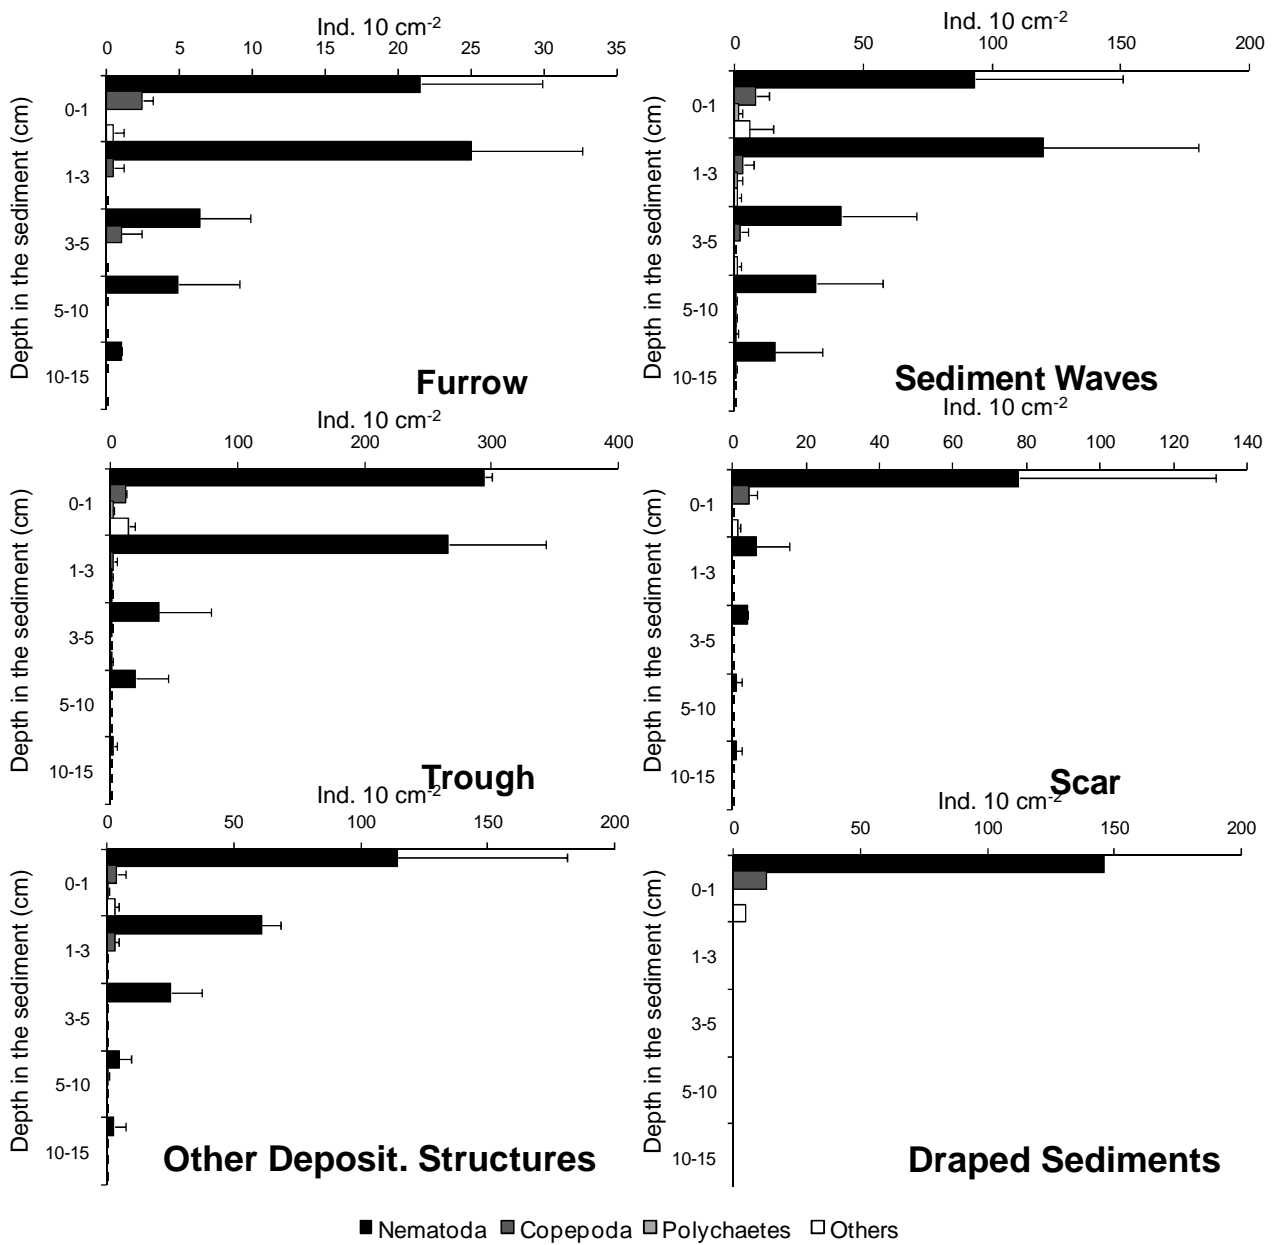 Ind. 10 cm-2
0 5 10 15 20 25 30 35
Depth in the sediment (cm)
0-1
1-3
3-5
5-10
10-15
Furrow
Ind. 10 cm-2
0 50 100 150 200
Depth in the sediment (cm)
0-1
1-3
3-5
5-10
10-15
Sediment Waves
Ind. 10 cm-2
0 100 200 300 400
Depth in the sediment (cm)
0-1
1-3
3-5
5-10
10-15
Trough
Ind. 10 cm-2
0 20 40 60 80 100 120 140
Depth in the sediment (cm)
0-1
1-3
3-5
5-10
10-15
Scar
Ind. 10 cm-2
0 50 100 150 200
Depth in the sediment (cm)
0-1
1-3
3-5
5-10
10-15
Other Deposit. Structures
Ind. 10 cm-2
0 50 100 150 200
Depth in the sediment (cm)
0-1
1-3
3-5
5-10
10-15
Draped Sediments
Nematoda Copepoda Polychaetes Others